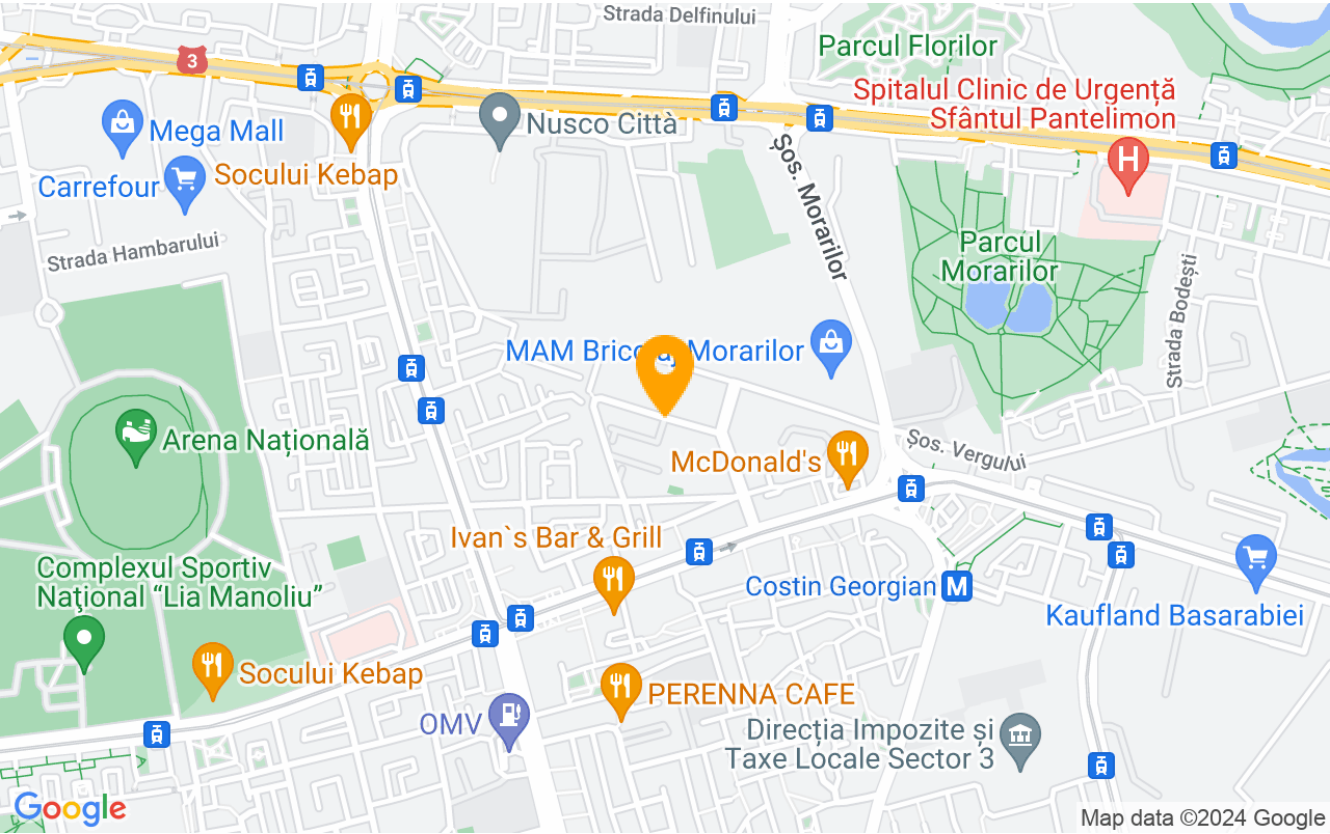 Strada Delfinului
Parcul Florilor
3
Spitalul Clinic de Urgență
Sfântul Pantelimon
H
Mega Mall
Nusco Città
Carrefour
Socului Kebap
Șos. Morarilor
Strada Hambarului
Parcul
Morarilor
Strada Bodești
MAM Bricolaj Morarilor
Arena Națională
Șos. Vergului
McDonald's
Ivan`s Bar & Grill
Complexul Sportiv
Naţional “Lia Manoliu”
Costin Georgian
M
Kaufland Basarabiei
Socului Kebap
PERENNA CAFE
OMV
Direcția Impozite și
Taxe Locale Sector 3
Google
Map data ©2024 Google